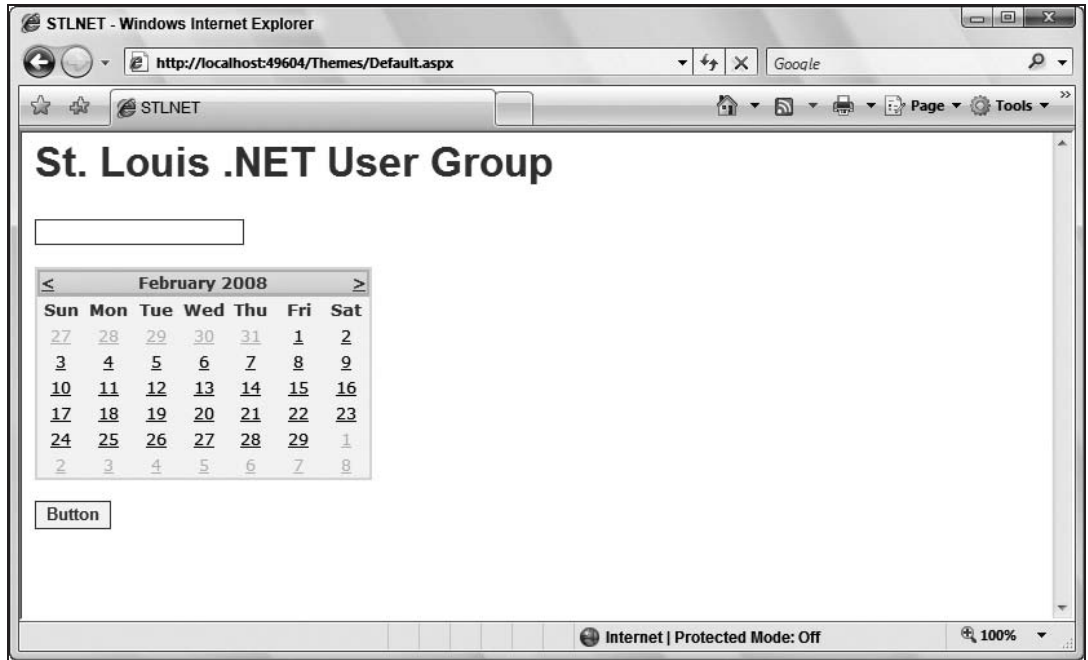 STLNET - Windows Internet Explorer
http://localhost:49604/Themes/Default.aspx
Google
STLNET
Page
Tools
St. Louis .NET User Group
< February 2008 >
Sun Mon Tue Wed Thu Fri Sat
27 28 29 30 31 1 2
3 4 5 6 7 8 9
10 11 12 13 14 15 16
17 18 19 20 21 22 23
24 25 26 27 28 29 1
2 3 4 5 6 7 8
Button
Internet | Protected Mode: Off
100%